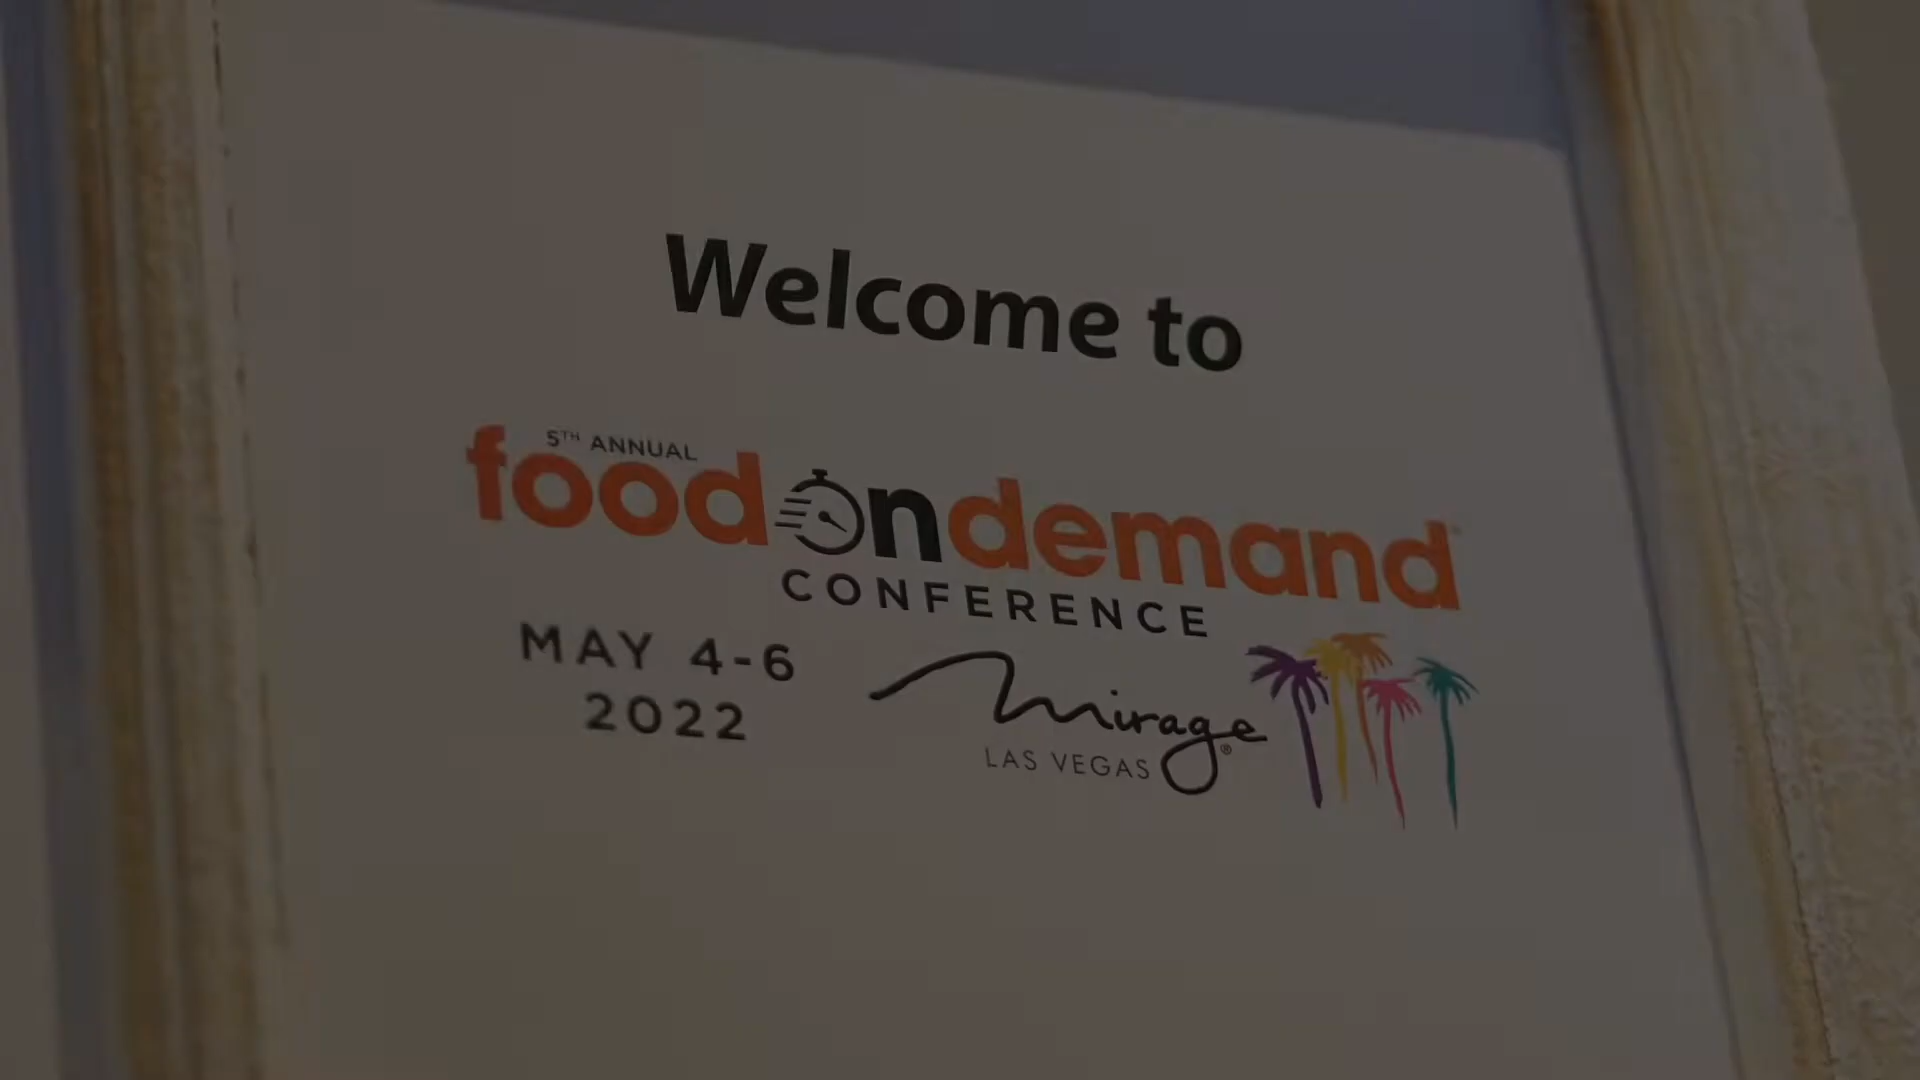 Welcome to
5TH ANNUAL
foodondemand
CONFERENCE
MAY 4-6
2022
Mirage®
LAS VEGAS